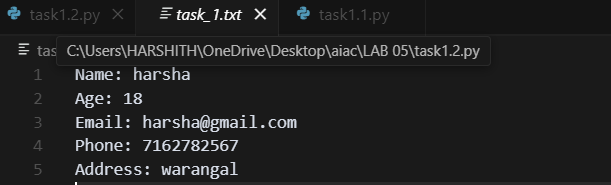 task1.2.py task_1.txt task1.1.py
tas
C:\Users\HARSHITH\OneDrive\Desktop\aiac\LAB 05\task1.2.py
1 Name: harsha
2 Age: 18
3 Email: harsha@gmail.com
4 Phone: 7162782567
5 Address: warangal